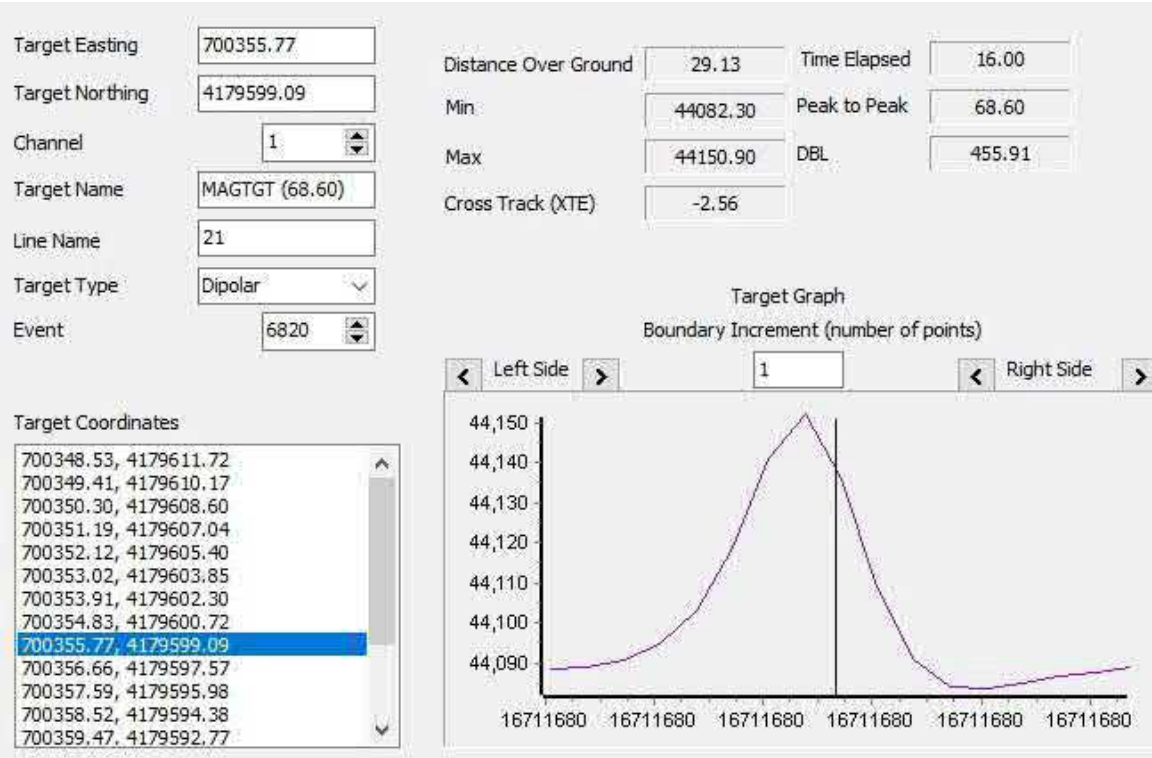 Target Easting 700355.77
Target Northing 4179599.09
Channel 1
Target Name MAGTGT (68.60)
Line Name 21
Target Type Dipolar
Event 6820
Distance Over Ground 29.13 Time Elapsed 16.00
Min 44082.30 Peak to Peak 68.60
Max 44150.90 DBL 455.91
Cross Track (XTE) -2.56
Target Graph
Boundary Increment (number of points)
< Left Side > 1 < Right Side >
Target Coordinates
700348.53, 4179611.72
700349.41, 4179610.17
700350.30, 4179608.60
700351.19, 4179607.04
700352.12, 4179605.40
700353.02, 4179603.85
700353.91, 4179602.30
700354.83, 4179600.72
700355.77, 4179599.09
700356.66, 4179597.57
700357.59, 4179595.98
700358.52, 4179594.38
700359.47, 4179592.77
44,150
44,140
44,130
44,120
44,110
44,100
44,090
16711680 16711680 16711680 16711680 16711680 16711680